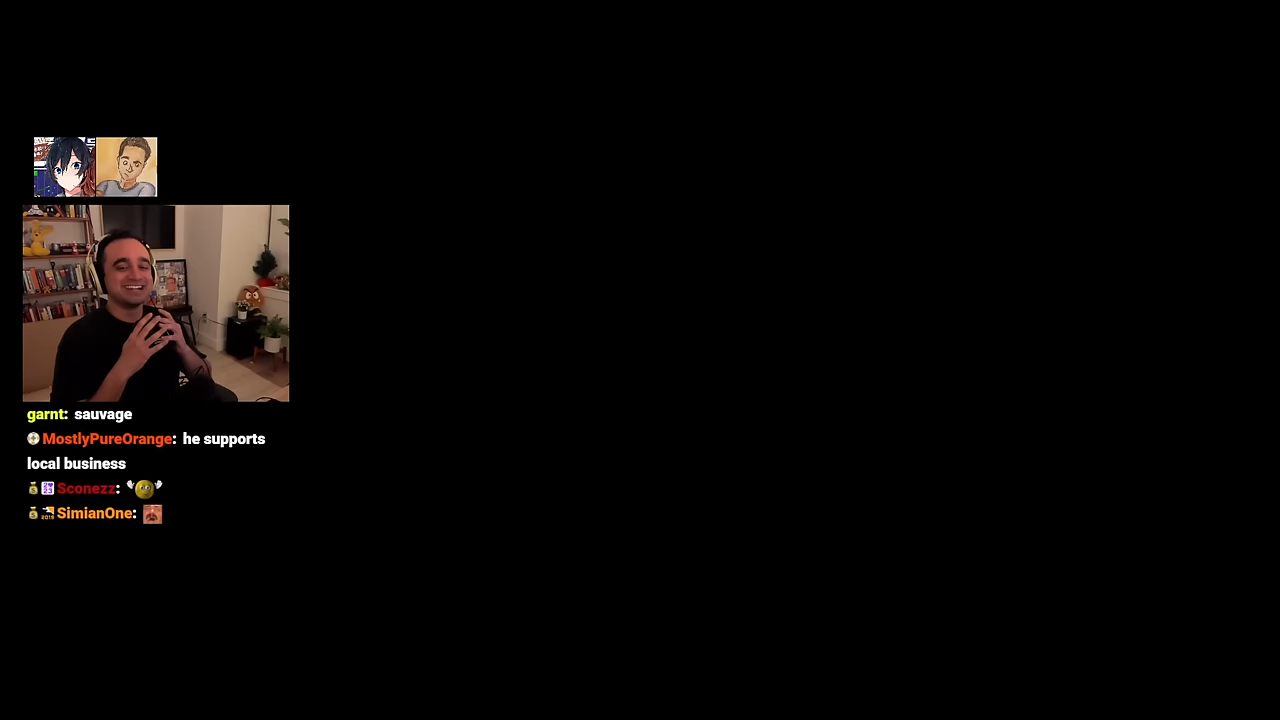 garnt: sauvage
MostlyPureOrange: he supports
local business
Sconezz:
SimianOne: